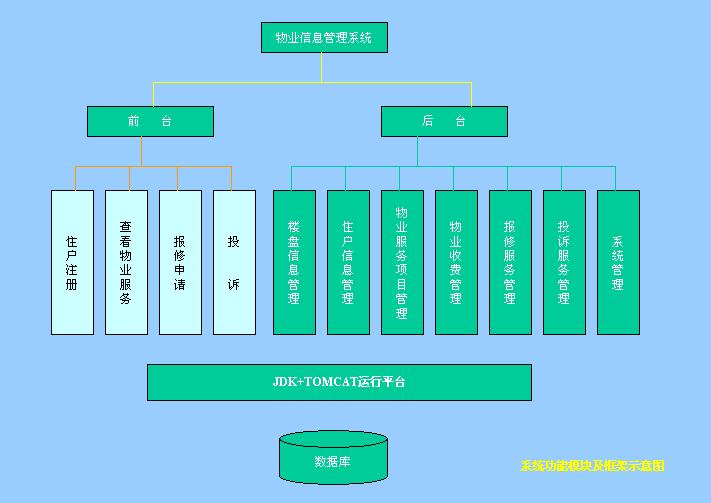 物业信息管理系统
前 台
后 台
住户注册
查看物业服务
报修申请
投 诉
楼盘信息管理
住户信息管理
物业服务项目管理
物业收费管理
报修服务管理
投诉服务管理
系统管理
JDK+TOMCAT运行平台
数据库
系统功能模块及框架示意图